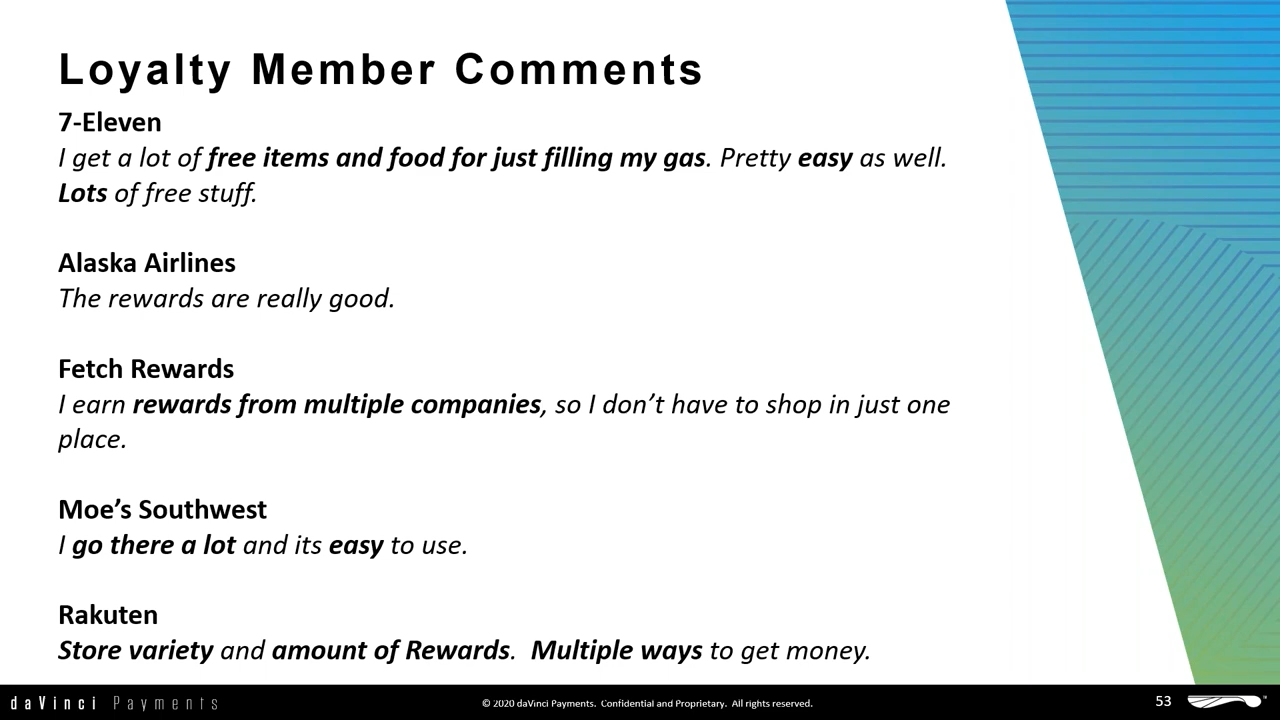 Loyalty Member Comments
7-Eleven
I get a lot of free items and food for just filling my gas. Pretty easy as well.
Lots of free stuff.
Alaska Airlines
The rewards are really good.
Fetch Rewards
I earn rewards from multiple companies, so I don’t have to shop in just one
place.
Moe’s Southwest
I go there a lot and its easy to use.
Rakuten
Store variety and amount of Rewards.  Multiple ways to get money.
daVinci Payments
© 2020 daVinci Payments.  Confidential and Proprietary.  All rights reserved.
53
™